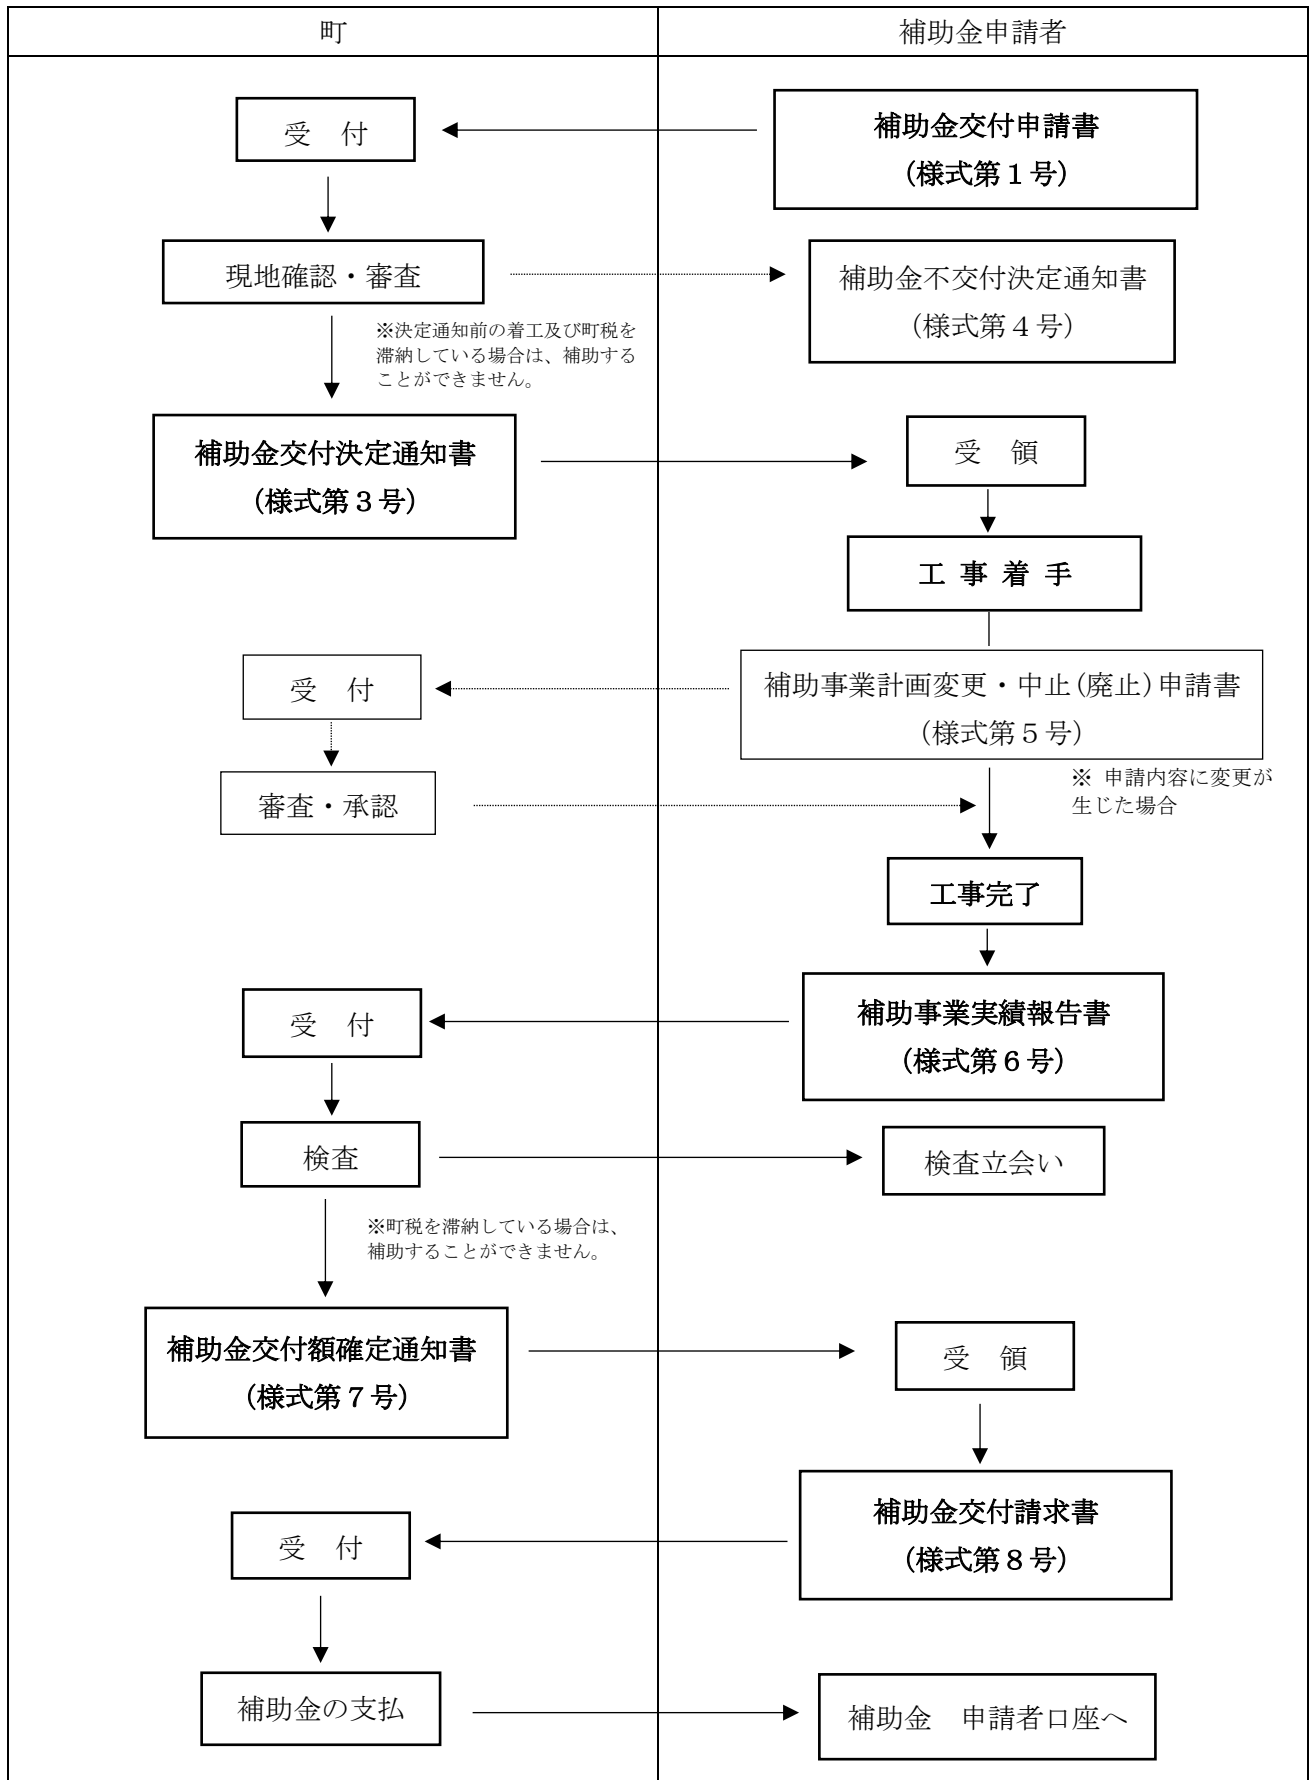 町
補助金申請者
受　付
補助金交付申請書
(様式第１号)
現地確認・審査
補助金不交付決定通知書
(様式第４号)
※決定通知前の着工及び町税を
滞納している場合は、補助する
ことができません。
補助金交付決定通知書
(様式第３号)
受　領
工 事 着 手
受　付
補助事業計画変更・中止(廃止)申請書
(様式第５号)
※ 申請内容に変更が
生じた場合
審査・承認
工事完了
受　付
補助事業実績報告書
(様式第６号)
検査
検査立会い
※町税を滞納している場合は、
補助することができません。
補助金交付額確定通知書
(様式第７号)
受　領
補助金交付請求書
(様式第８号)
受　付
補助金の支払
補助金　申請者口座へ